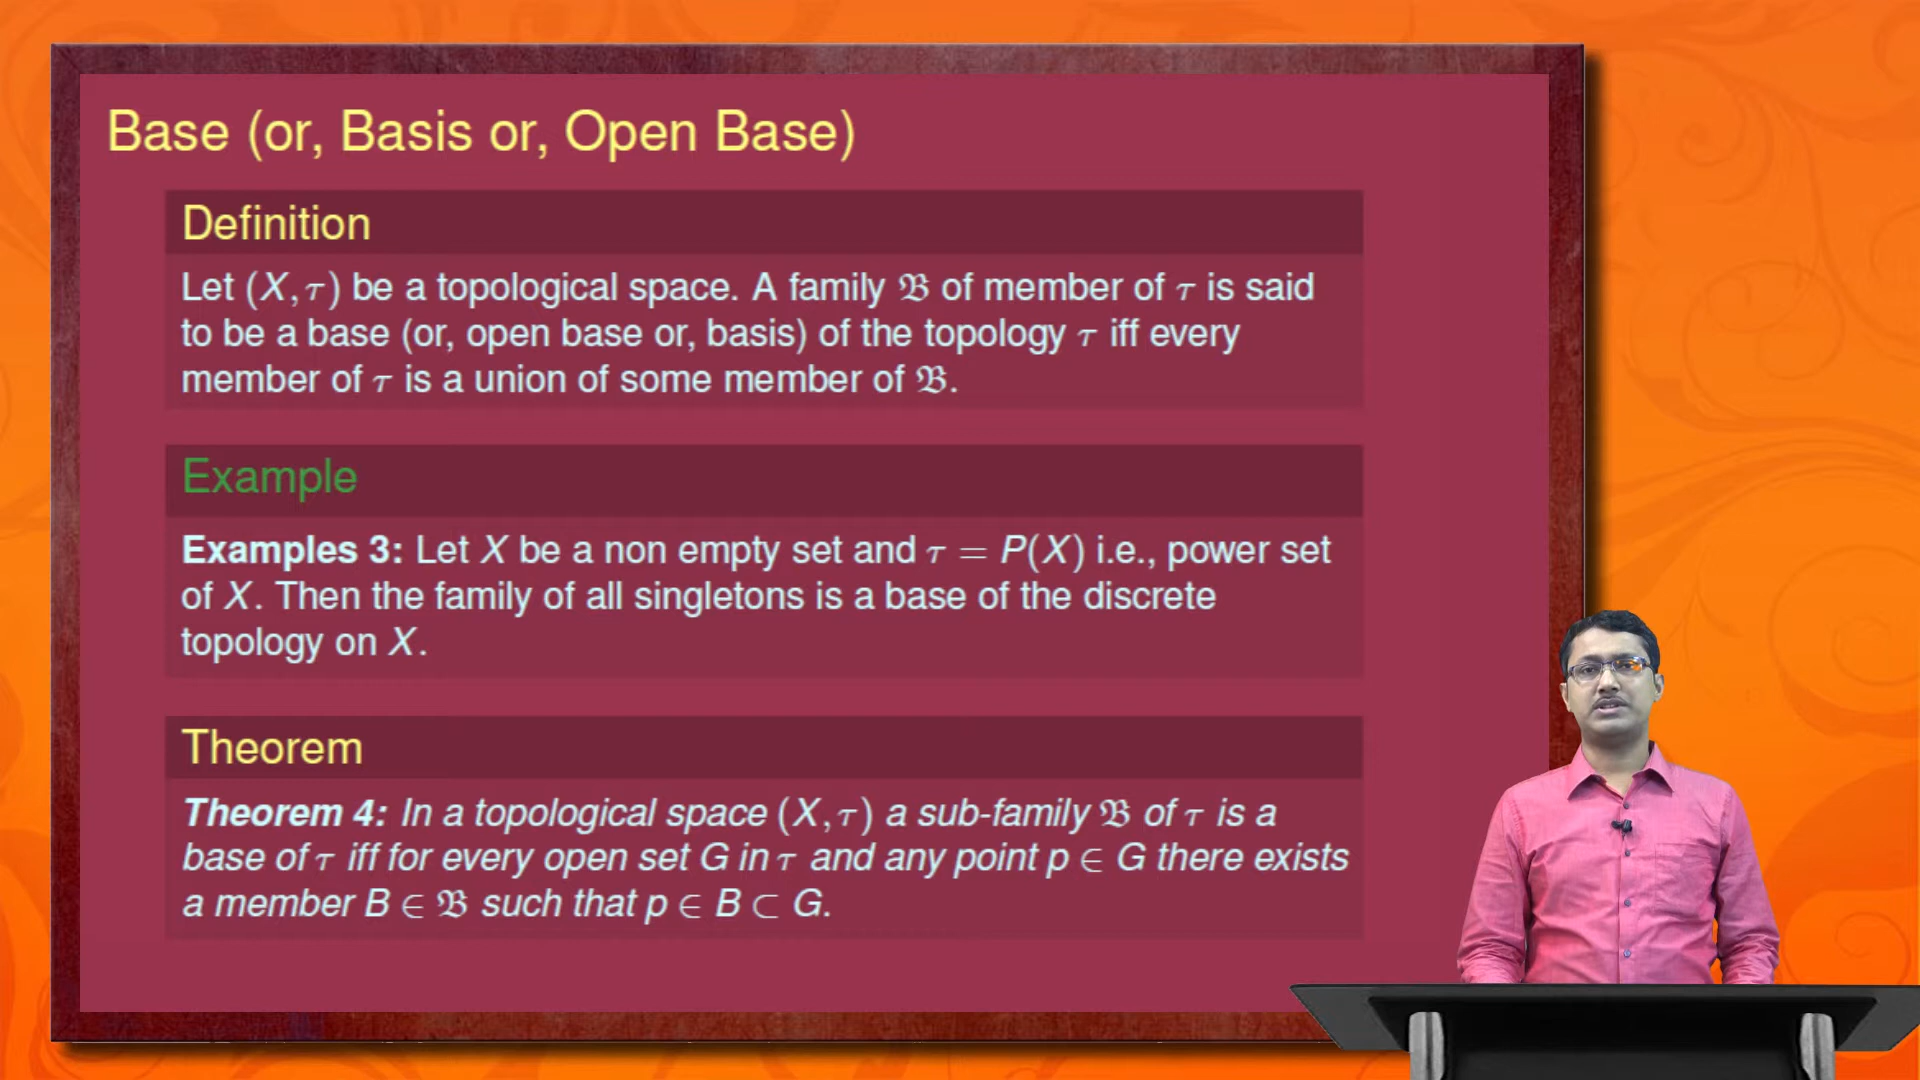 Base (or, Basis or, Open Base)
Definition
Let (X, τ) be a topological space. A family 𝔅 of member of τ is said
to be a base (or, open base or, basis) of the topology τ iff every
member of τ is a union of some member of 𝔅.
Example
Examples 3: Let X be a non empty set and τ = P(X) i.e., power set
of X. Then the family of all singletons is a base of the discrete
topology on X.
Theorem
Theorem 4: In a topological space (X, τ) a sub-family 𝔅 of τ is a
base of τ iff for every open set G in τ and any point p ∈ G there exists
a member B ∈ 𝔅 such that p ∈ B ⊂ G.